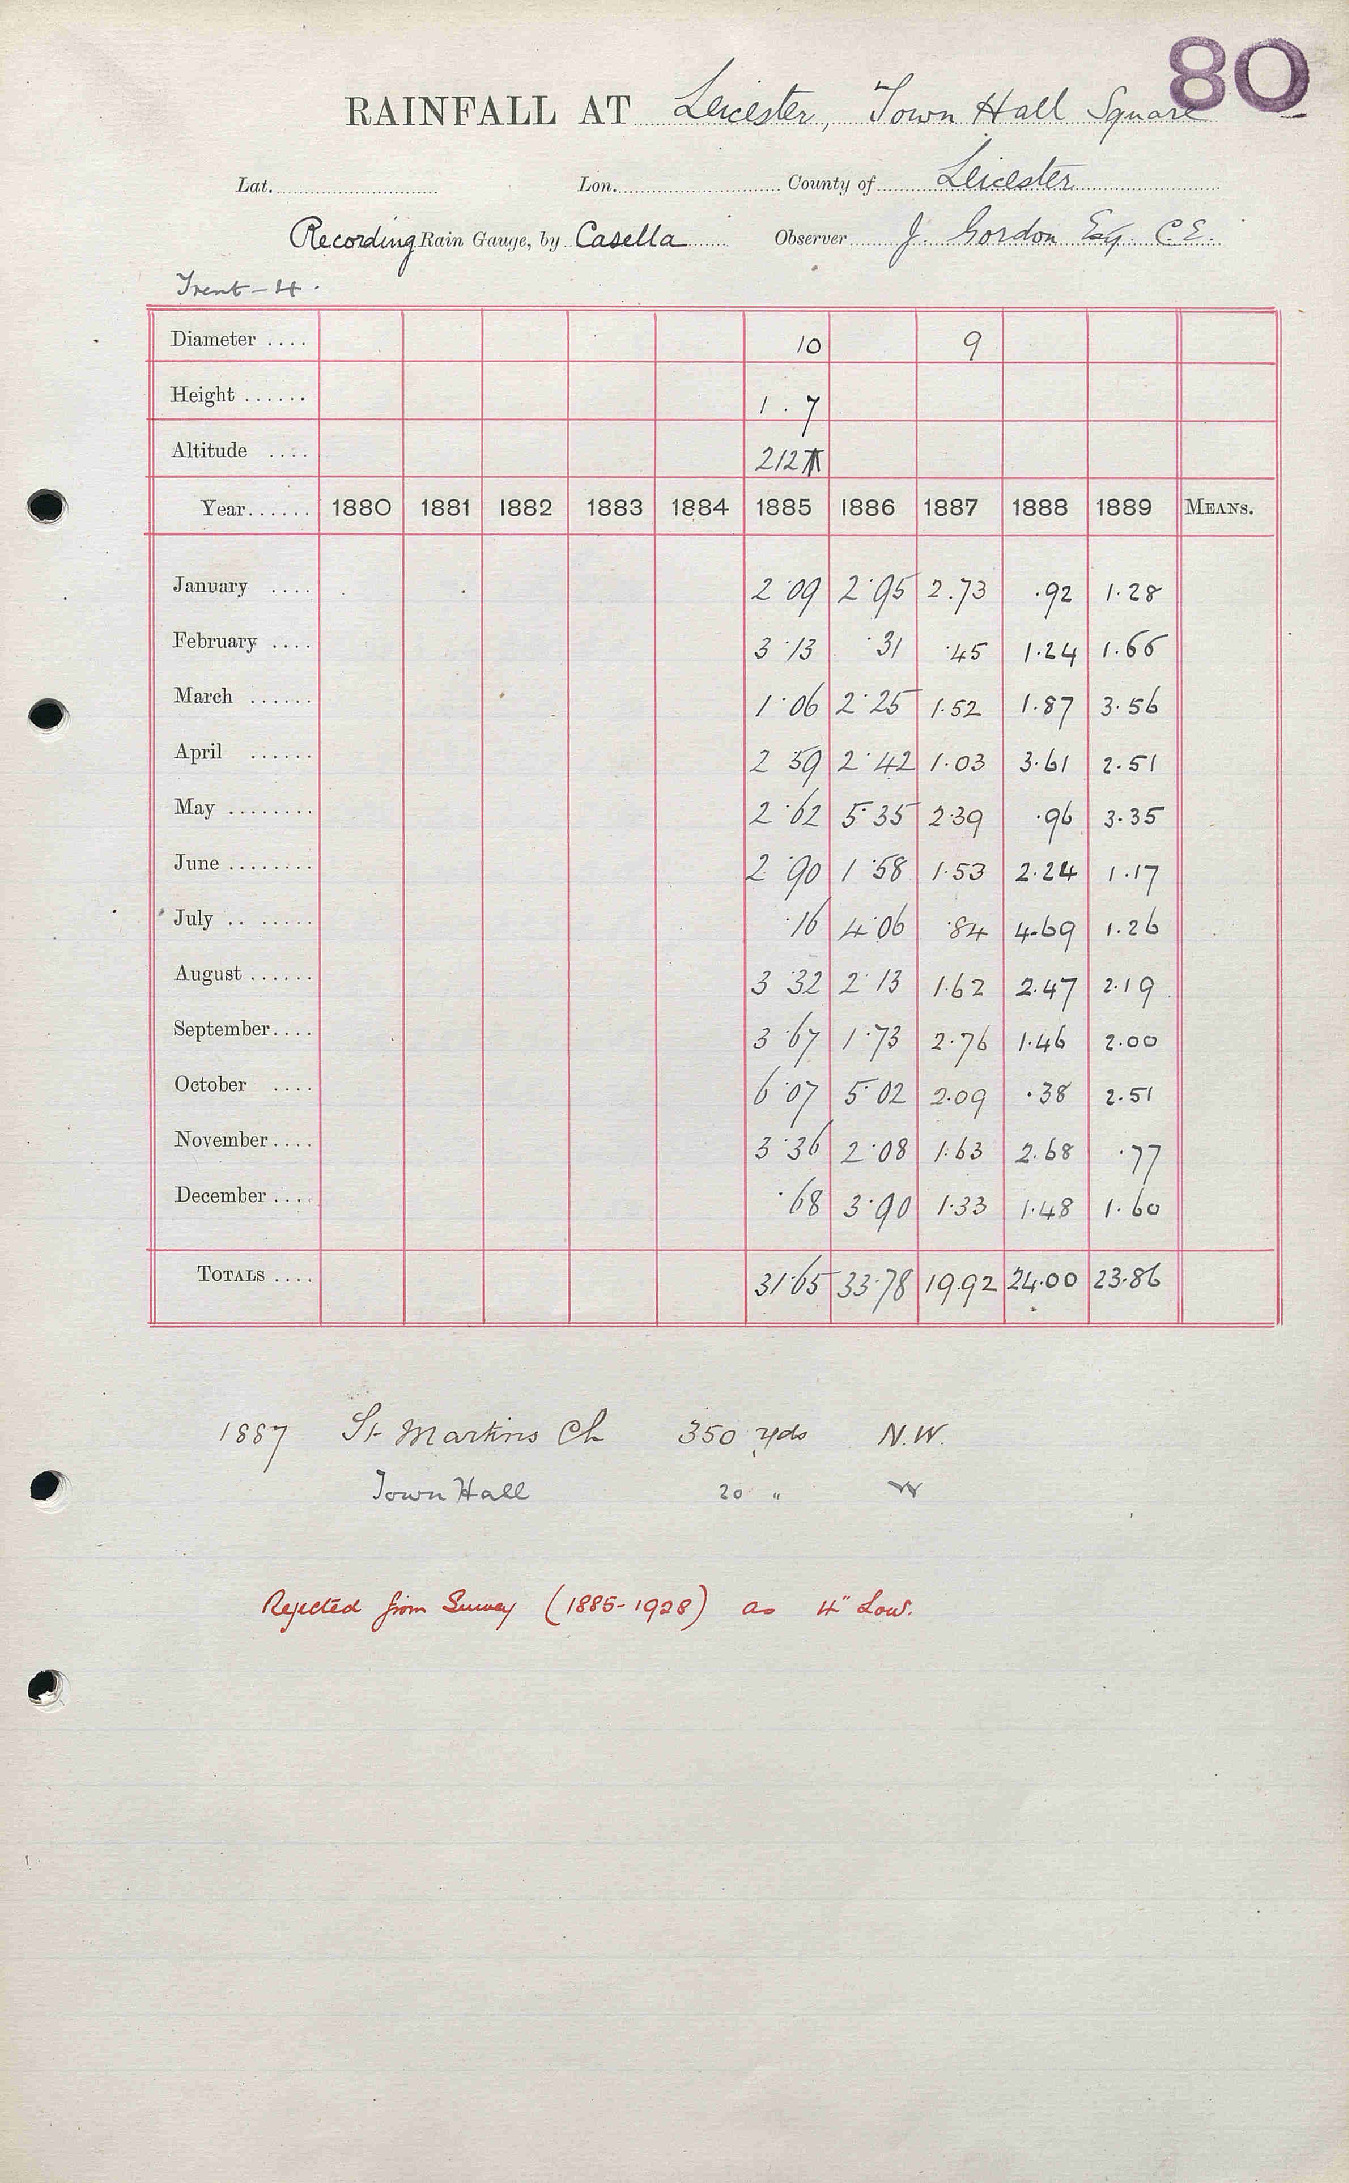 80
RAINFALL AT Leicester, Town Hall Square
Lat. Lon. County of Leicester
Recording Rain Gauge, by Casella Observer J. Gordon Esq. C.E.
Trent - 4.
Diameter .... 10 9
Height ...... 1.7
Altitude .... 212
Year...... 1880 1881 1882 1883 1884 1885 1886 1887 1888 1889 MEANS.
January .... 2.09 2.95 2.73 .92 1.28
February .... 3.13 .31 .45 1.24 1.66
March ...... 1.06 2.25 1.52 1.87 3.56
April ...... 2 59 2.42 1.03 3.61 2.51
May ........ 2.62 5.35 2.39 .96 3.35
June ........ 2.90 1.58 1.53 2.24 1.17
July .. ...... .16 4.06 .84 4.69 1.26
August ...... 3.32 2.13 1.62 2.47 2.19
September.... 3.67 1.73 2.76 1.46 2.00
October .... 6.07 5.02 2.09 .38 2.51
November.... 3.36 2.08 1.63 2.68 .77
December .... .68 3.90 1.33 1.48 1.60
TOTALS .... 31.65 33.78 19.92 24.00 23.86
1887 St Martins Ch 350 yds N.W.
Town Hall 20 " W
Rejected from Survey (1885-1928) as 4" Low.